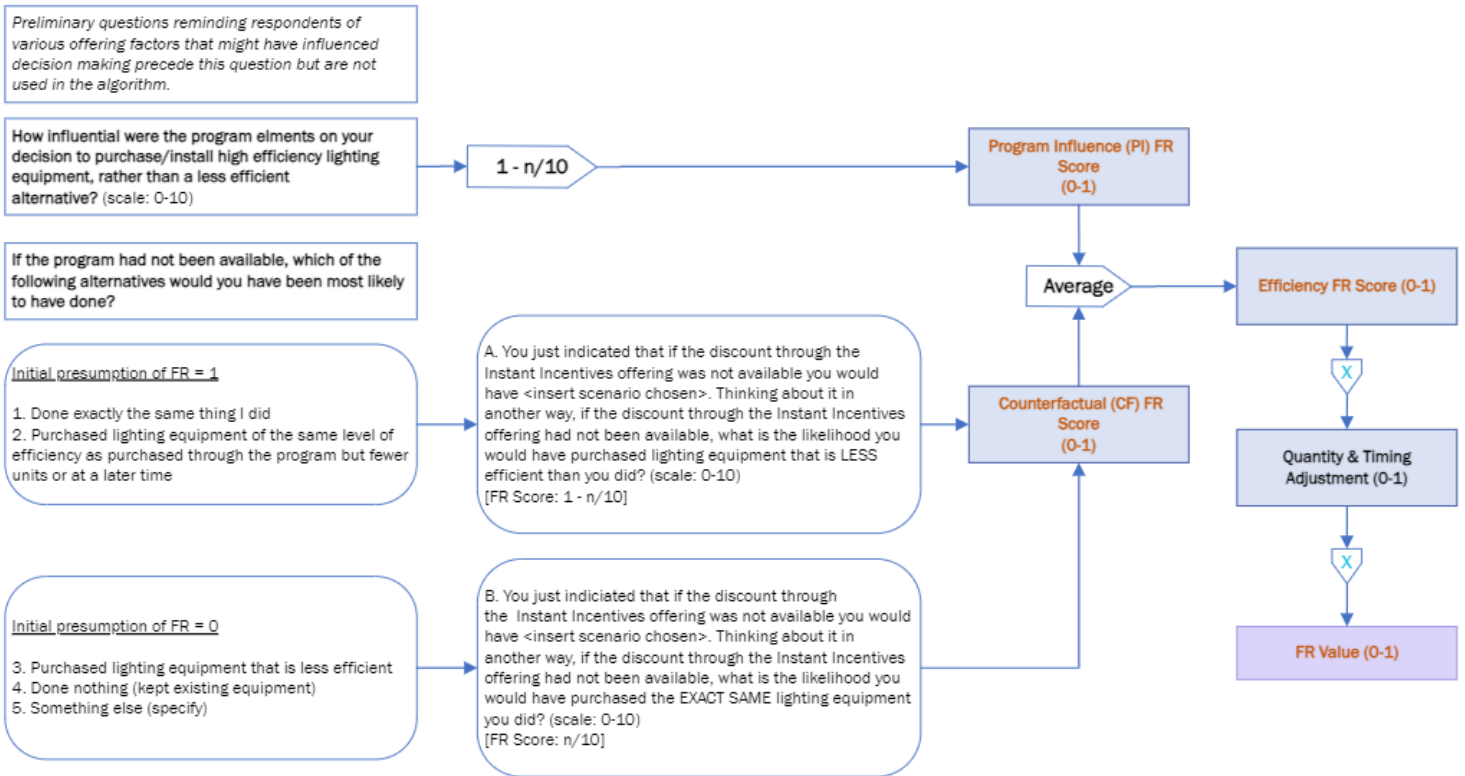 Preliminary questions reminding respondents of
various offering factors that might have influenced
decision making precede this question but are not
used in the algorithm.
How influential were the program elments on your
decision to purchase/install high efficiency lighting
equipment, rather than a less efficient
alternative? (scale: 0-10)
1 - n/10
Program Influence (PI) FR
Score
(0-1)
If the program had not been available, which of the
following alternatives would you have been most likely
to have done?
Average
Efficiency FR Score (0-1)
Initial presumption of FR = 1
1. Done exactly the same thing I did
2. Purchased lighting equipment of the same level of
efficiency as purchased through the program but fewer
units or at a later time
A. You just indicated that if the discount through the
Instant Incentives offering was not available you would
have <insert scenario chosen>. Thinking about it in
another way, if the discount through the Instant Incentives
offering had not been available, what is the likelihood you
would have purchased lighting equipment that is LESS
efficient than you did? (scale: 0-10)
[FR Score: 1 - n/10]
Counterfactual (CF) FR
Score
(0-1)
X
Quantity & Timing
Adjustment (0-1)
X
Initial presumption of FR = 0
3. Purchased lighting equipment that is less efficient
4. Done nothing (kept existing equipment)
5. Something else (specify)
B. You just indiciated that if the discount through
the Instant Incentives offering was not available you would
have <insert scenario chosen>. Thinking about it in
another way, if the discount through the Instant Incentives
offering had not been available, what is the likelihood you
would have purchased the EXACT SAME lighting equipment
you did? (scale: 0-10)
[FR Score: n/10]
FR Value (0-1)